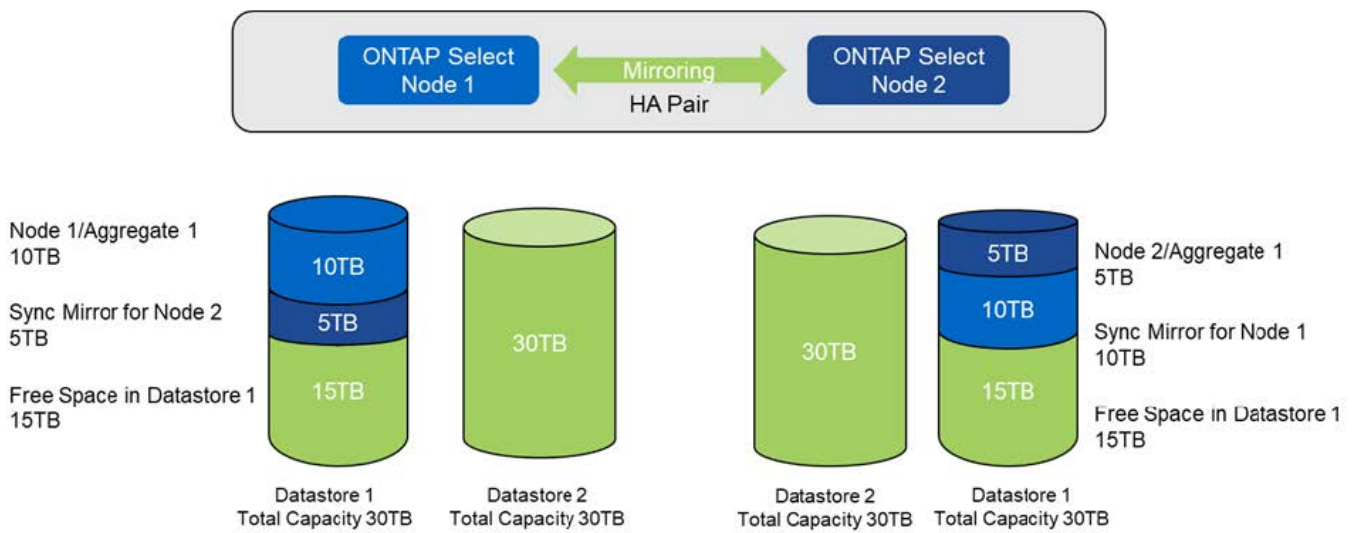 ONTAP Select
Node 1
Mirroring
HA Pair
ONTAP Select
Node 2
Node 1/Aggregate 1
10TB
Sync Mirror for Node 2
5TB
Free Space in Datastore 1
15TB
10TB
5TB
15TB
30TB
30TB
5TB
10TB
15TB
Node 2/Aggregate 1
5TB
Sync Mirror for Node 1
10TB
Free Space in Datastore 1
15TB
Datastore 1
Total Capacity 30TB
Datastore 2
Total Capacity 30TB
Datastore 2
Total Capacity 30TB
Datastore 1
Total Capacity 30TB